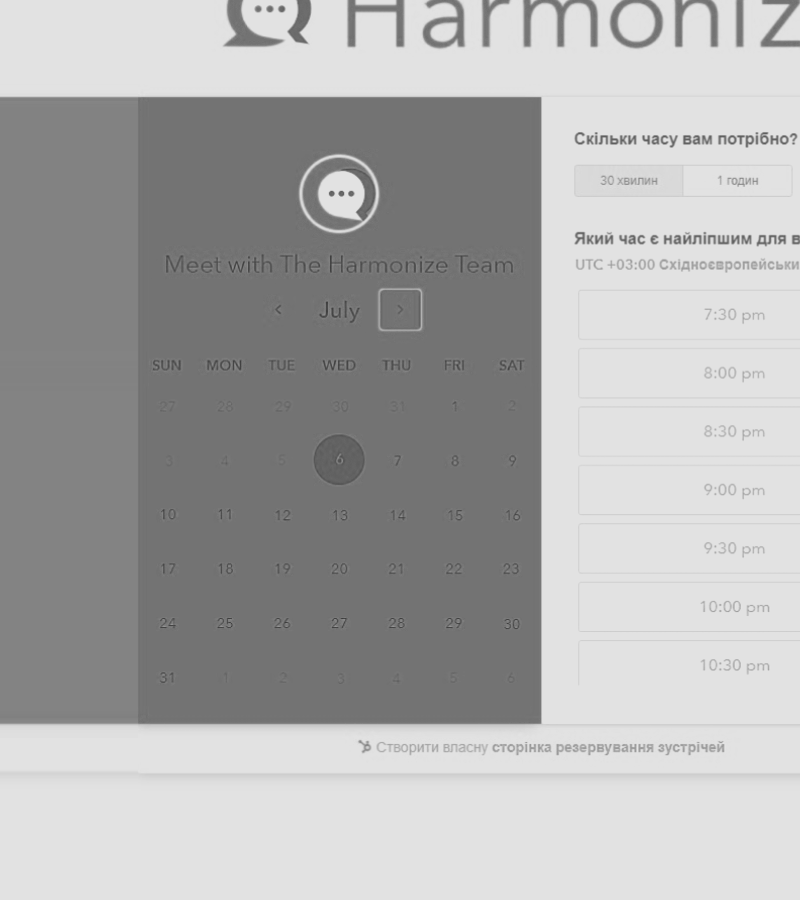 Harmoniz
Meet with The Harmonize Team
July
SUN MON TUE WED THU FRI SAT
27 28 29 30 31 1 2
3 4 5 6 7 8 9
10 11 12 13 14 15 16
17 18 19 20 21 22 23
24 25 26 27 28 29 30
31 1 2 3 4 5 6
Скільки часу вам потрібно?
30 хвилин 1 годин
Який час є найліпшим для в
UTC +03:00 Східноєвропейськи
7:30 pm
8:00 pm
8:30 pm
9:00 pm
9:30 pm
10:00 pm
10:30 pm
Створити власну сторінка резервування зустрічей